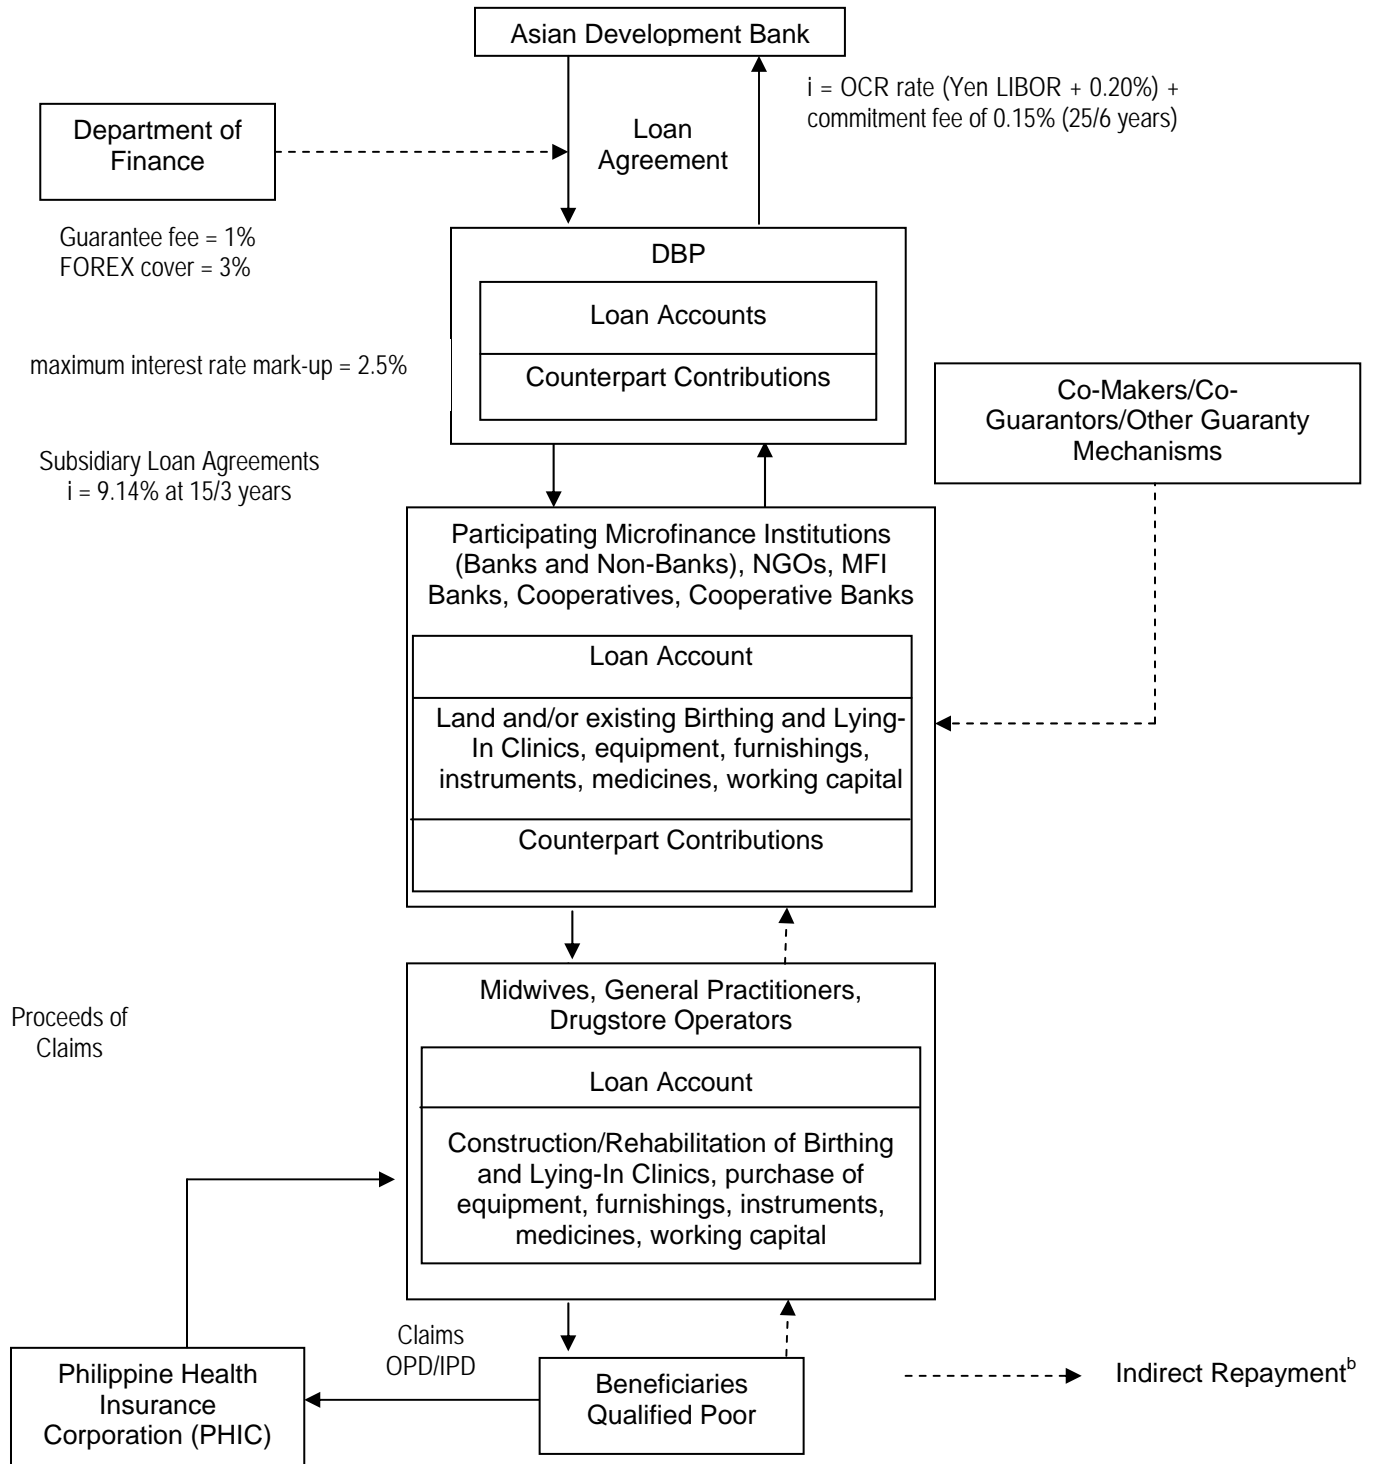 Asian Development Bank
i = OCR rate (Yen LIBOR + 0.20%) +
commitment fee of 0.15% (25/6 years)
Department of
Finance
Loan
Agreement
Guarantee fee = 1%
FOREX cover = 3%
DBP
Loan Accounts
Counterpart Contributions
maximum interest rate mark-up = 2.5%
Co-Makers/Co-
Guarantors/Other Guaranty
Mechanisms
Subsidiary Loan Agreements
i = 9.14% at 15/3 years
Participating Microfinance Institutions
(Banks and Non-Banks), NGOs, MFI
Banks, Cooperatives, Cooperative Banks
Loan Account
Land and/or existing Birthing and Lying-
In Clinics, equipment, furnishings,
instruments, medicines, working capital
Counterpart Contributions
Midwives, General Practitioners,
Drugstore Operators
Proceeds of
Claims
Loan Account
Construction/Rehabilitation of Birthing
and Lying-In Clinics, purchase of
equipment, furnishings, instruments,
medicines, working capital
Claims
OPD/IPD
Philippine Health
Insurance
Corporation (PHIC)
Beneficiaries
Qualified Poor
Indirect Repayment^b